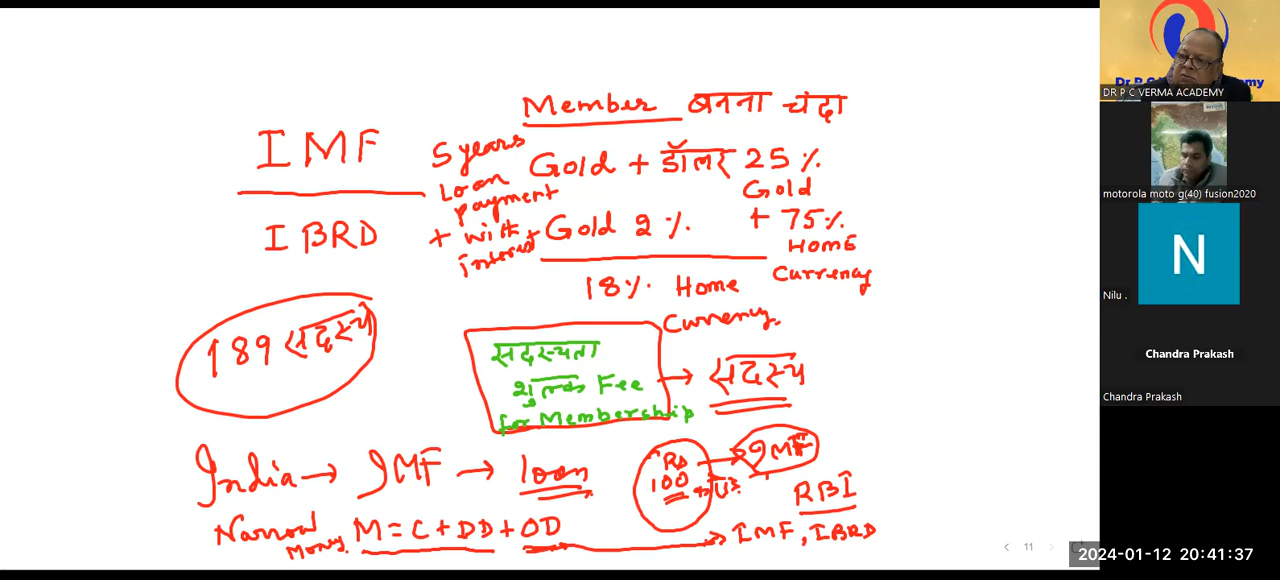 Member बनना चंदा
IMF
5 years
Loan
payment
+ with
interest
Gold + डॉलर 25%
Gold
IBRD
+ Gold 2%
+ 75%
HOME
Currency
18% Home
Currency.
189 सदस्य
सदस्यता
शुल्क Fee
for Membership
→ सदस्य
India → IMF → loan
Rs
100
→ IMF
RBI
Narrow
Money.
M = C + DD + OD
→ IMF, IBRD
11
2024-01-12 20:41:37
DR P C VERMA ACADEMY
motorola moto g(40) fusion2020
N
Nilu .
Chandra Prakash
Chandra Prakash